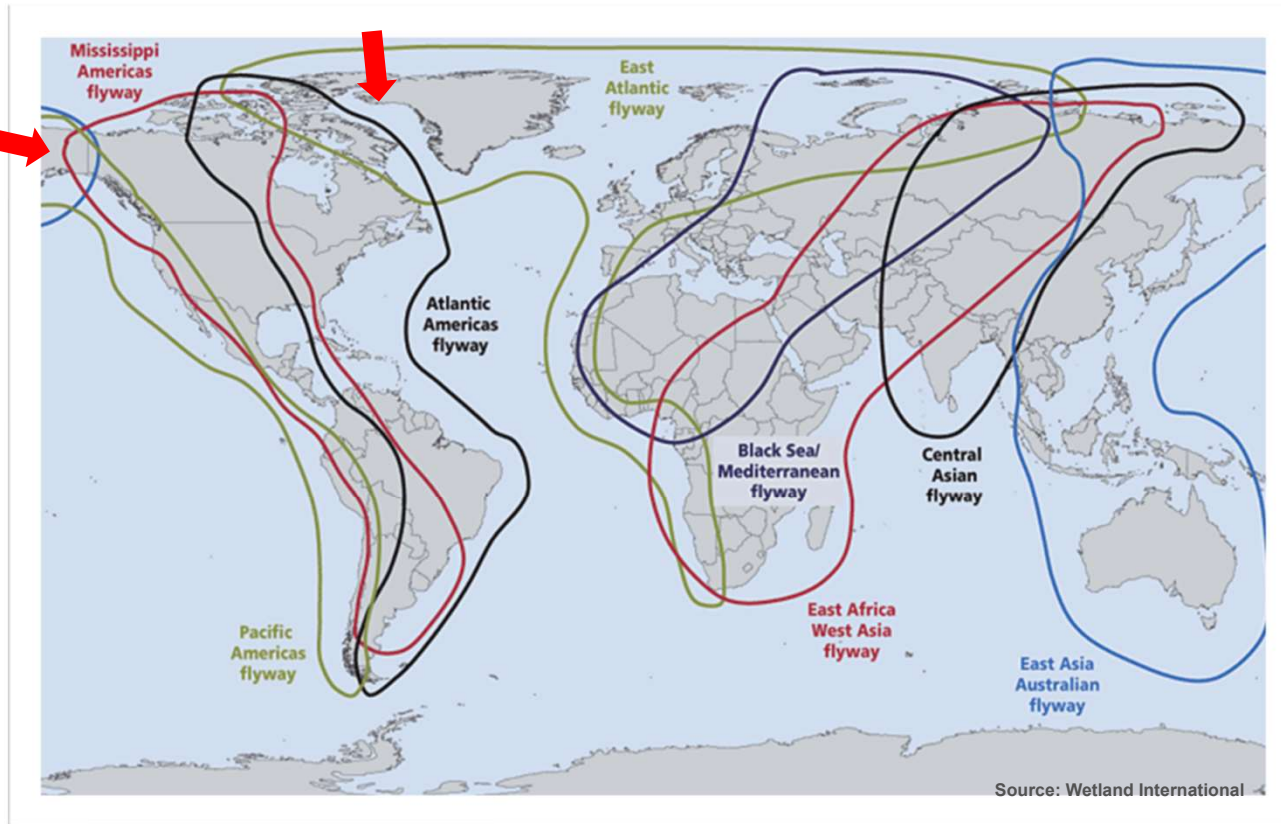 Mississippi
Americas
flyway
East
Atlantic
flyway
Atlantic
Americas
flyway
Black Sea/
Mediterranean
flyway
Central
Asian
flyway
Pacific
Americas
flyway
East Africa
West Asia
flyway
East Asia
Australian
flyway
Source: Wetland International